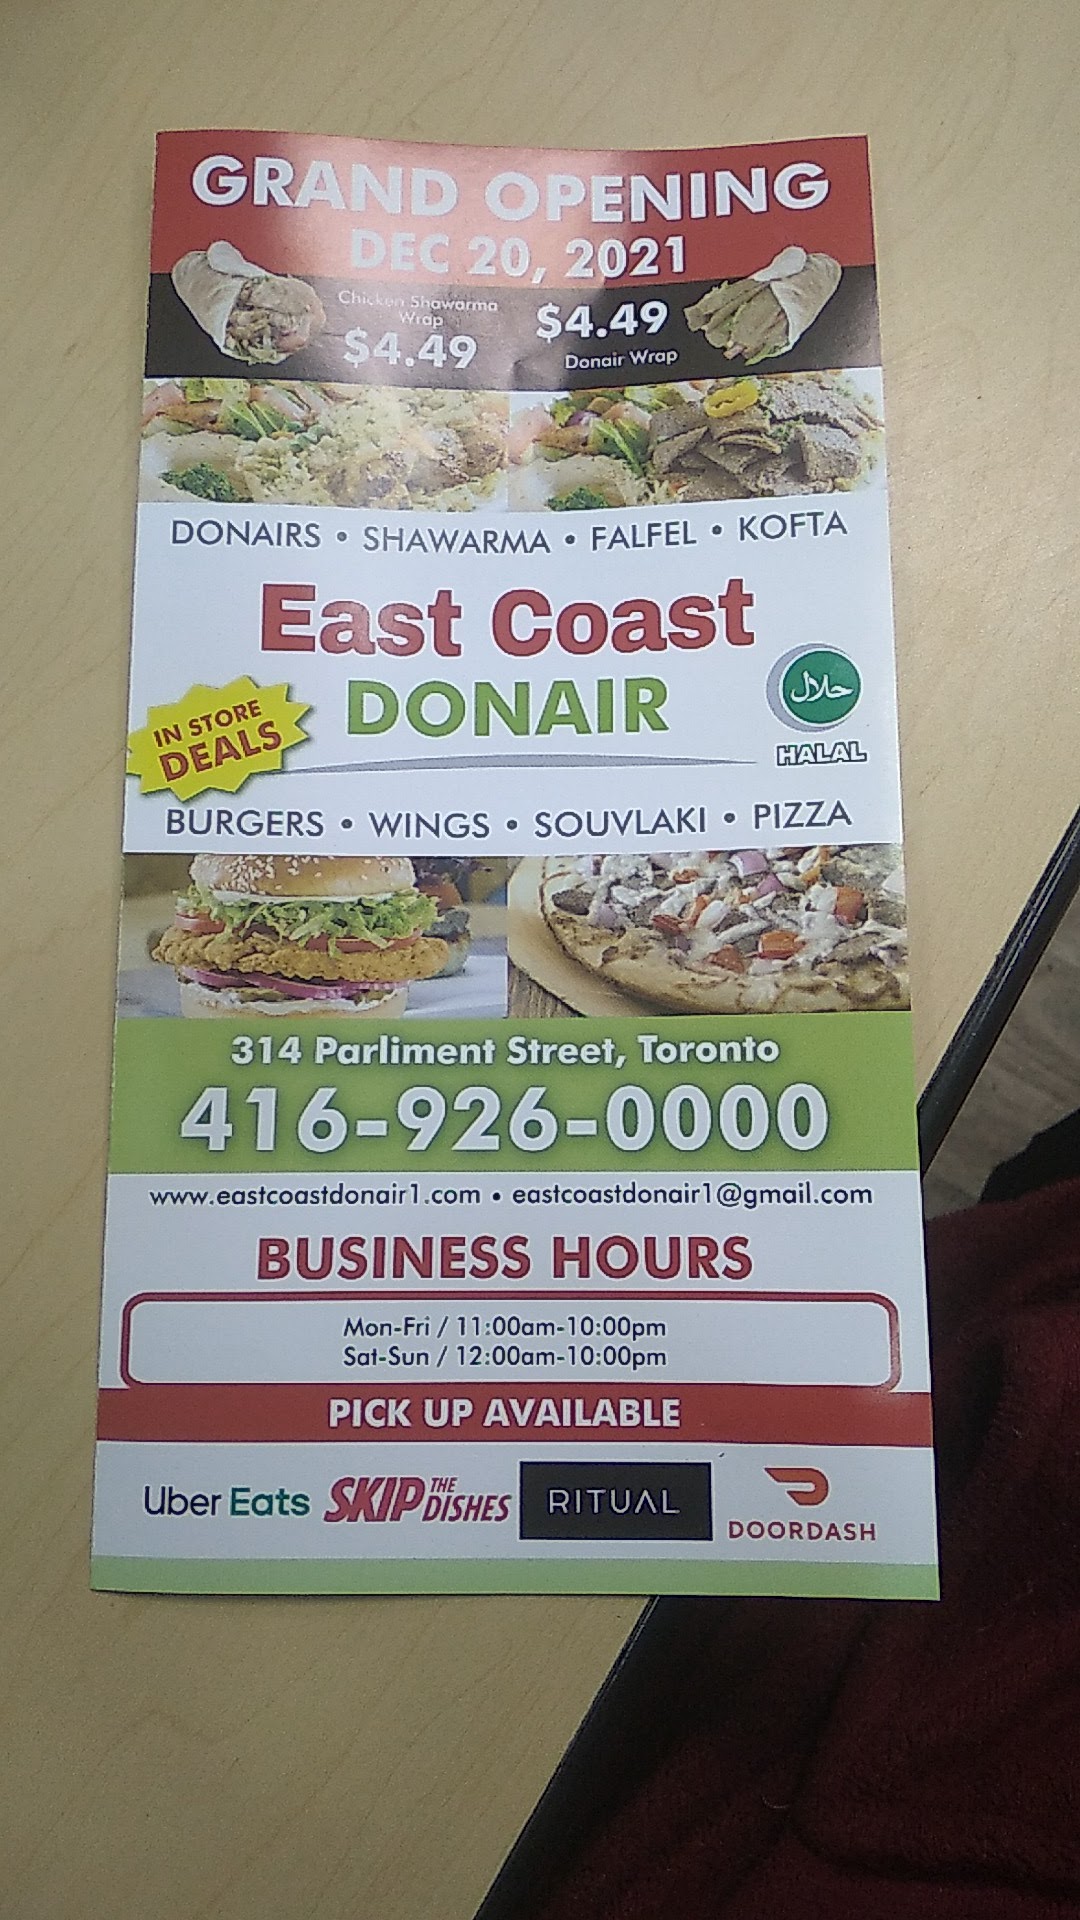 GRAND OPENING
DEC 20, 2021
Chicken Shawarma
Wrap
$4.49
$4.49
Donair Wrap
DONAIRS • SHAWARMA • FALFEL • KOFTA
East Coast
DONAIR
IN STORE
DEALS
حلال
HALAL
BURGERS • WINGS • SOUVLAKI • PIZZA
314 Parliment Street, Toronto
416-926-0000
www.eastcoastdonair1.com • eastcoastdonair1@gmail.com
BUSINESS HOURS
Mon-Fri / 11:00am-10:00pm
Sat-Sun / 12:00am-10:00pm
PICK UP AVAILABLE
Uber Eats SKIP THE DISHES RITUAL DOORDASH